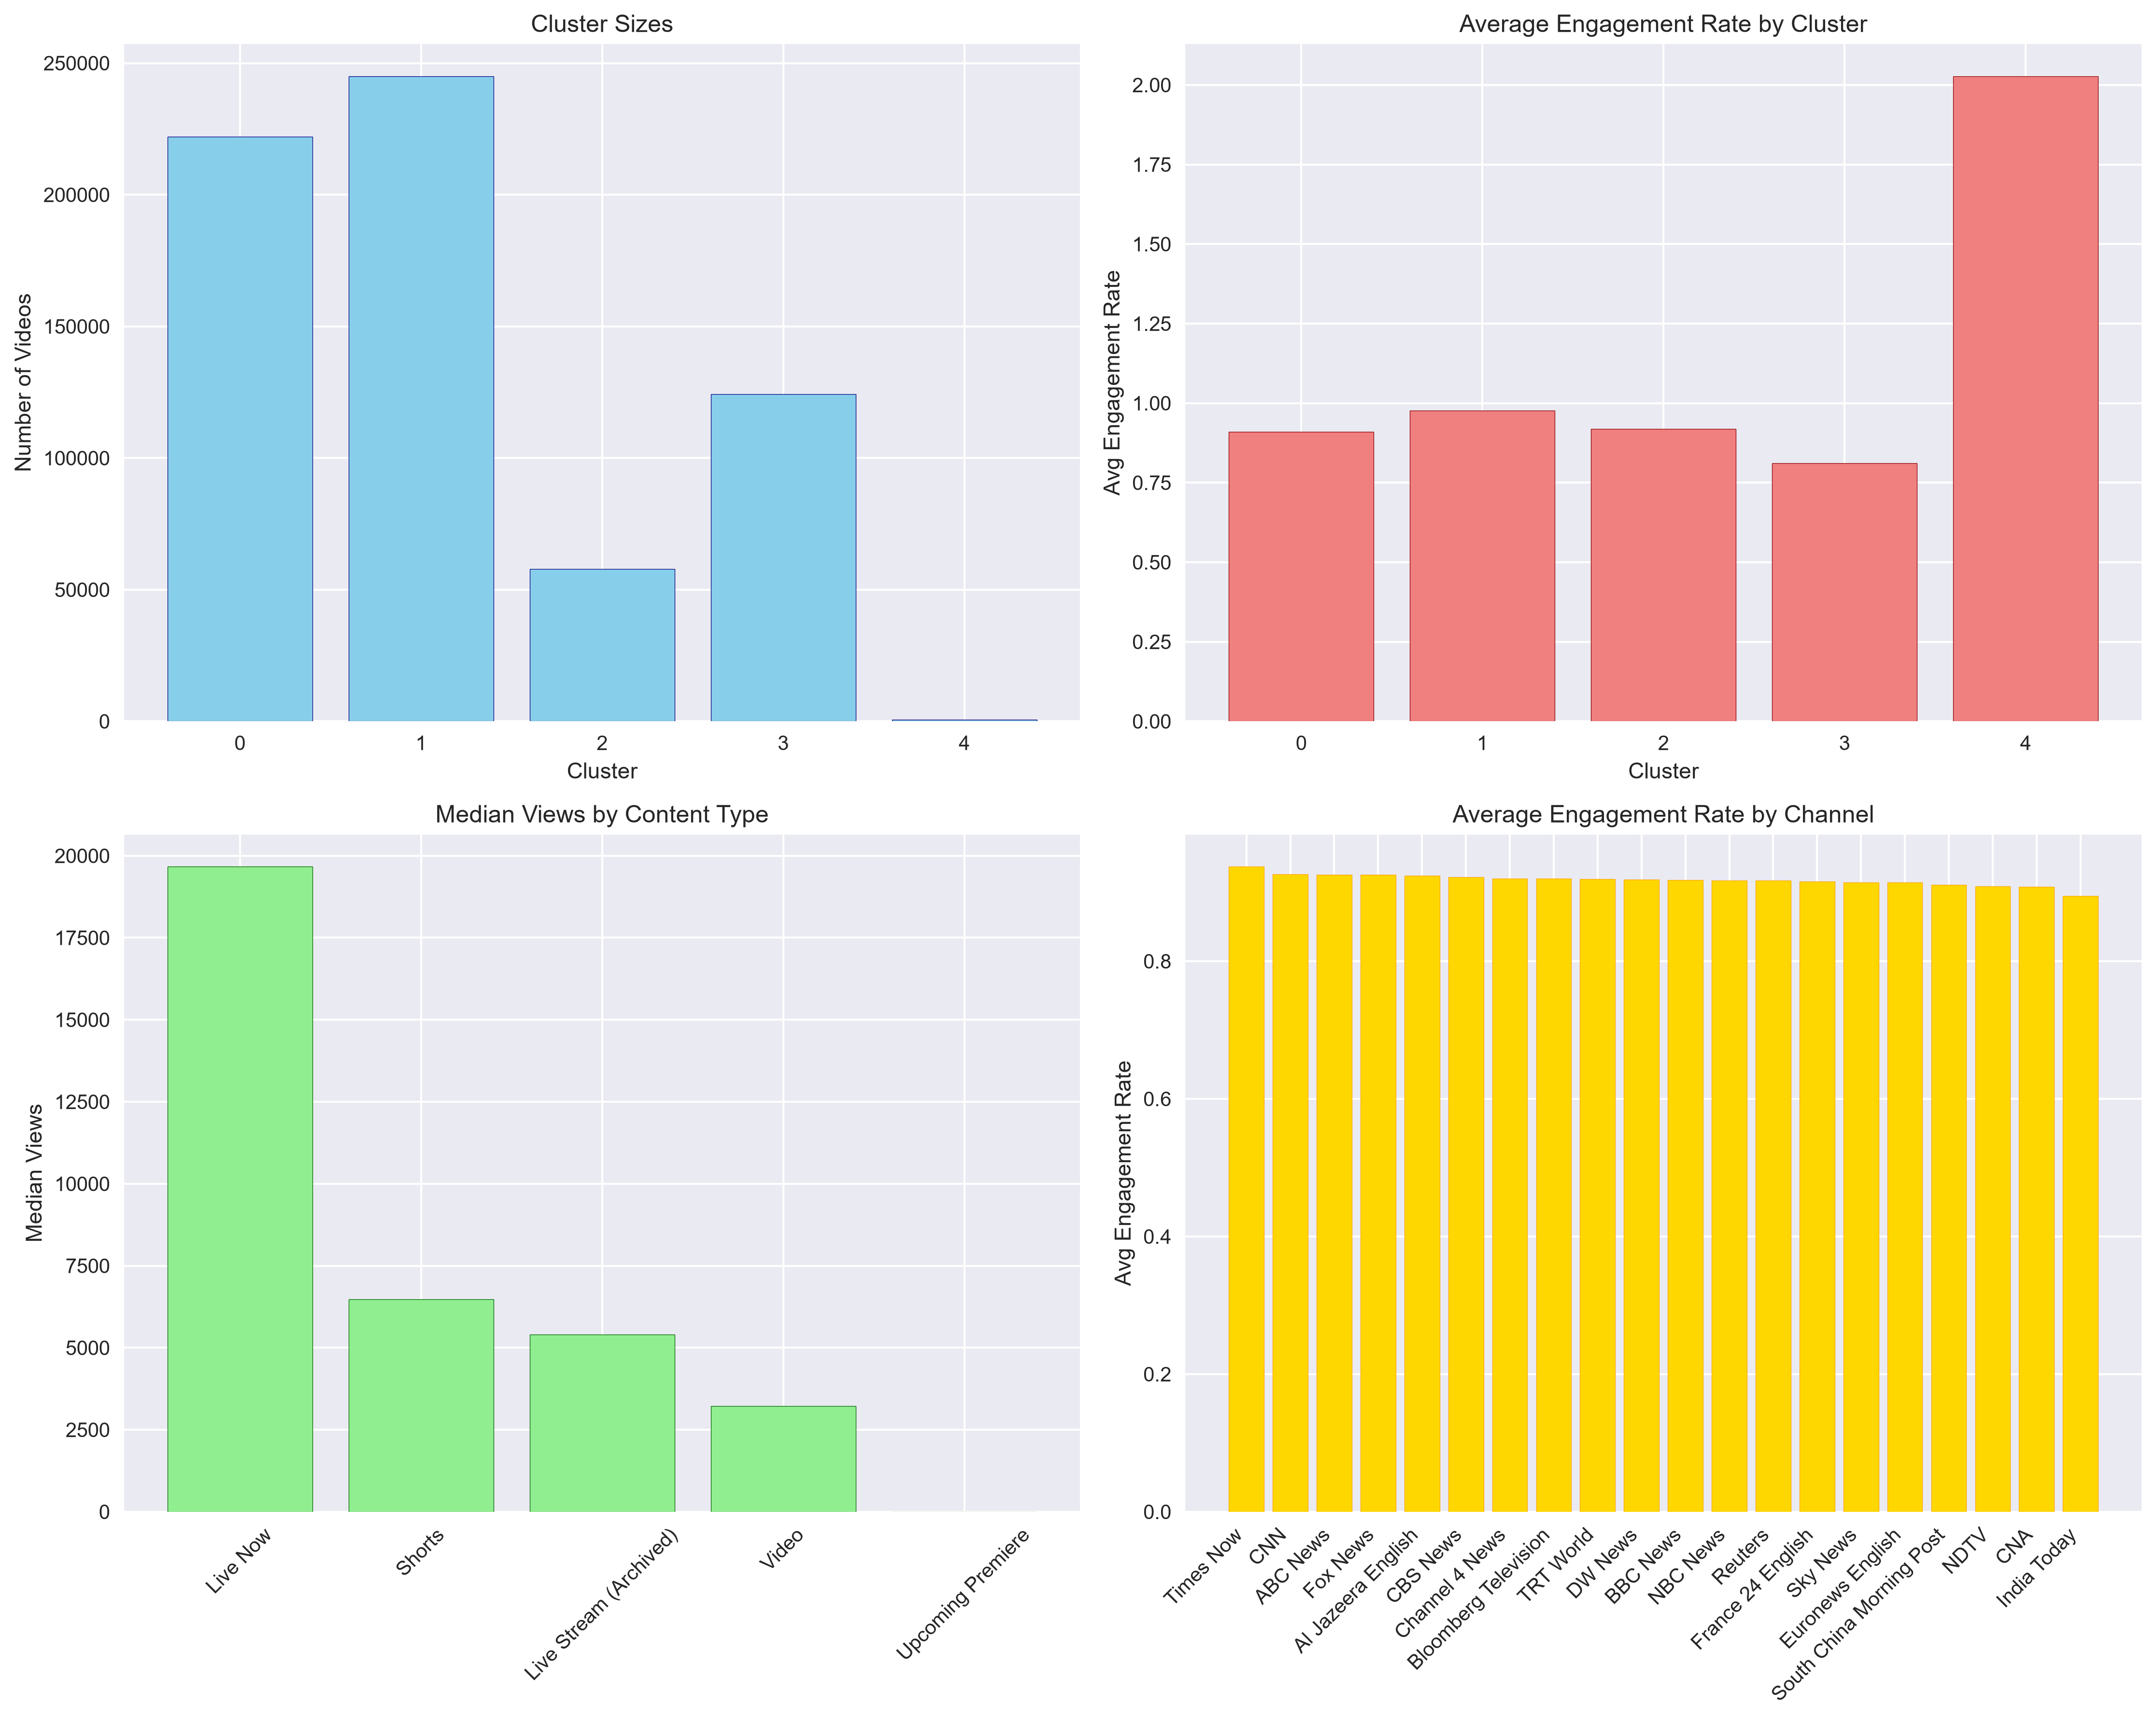 Cluster Sizes
Number of Videos
250000
200000
150000
100000
50000
0
0 1 2 3 4
Cluster
Average Engagement Rate by Cluster
Avg Engagement Rate
2.00
1.75
1.50
1.25
1.00
0.75
0.50
0.25
0.00
0 1 2 3 4
Cluster
Median Views by Content Type
Median Views
20000
17500
15000
12500
10000
7500
5000
2500
0
Live Now
Shorts
Live Stream (Archived)
Video
Upcoming Premiere
Average Engagement Rate by Channel
Avg Engagement Rate
0.8
0.6
0.4
0.2
0.0
Times Now
CNN
ABC News
Fox News
Al Jazeera English
CBS News
Channel 4 News
Bloomberg Television
TRT World
DW News
BBC News
NBC News
Reuters
France 24 English
Sky News
Euronews English
South China Morning Post
NDTV
CNA
India Today